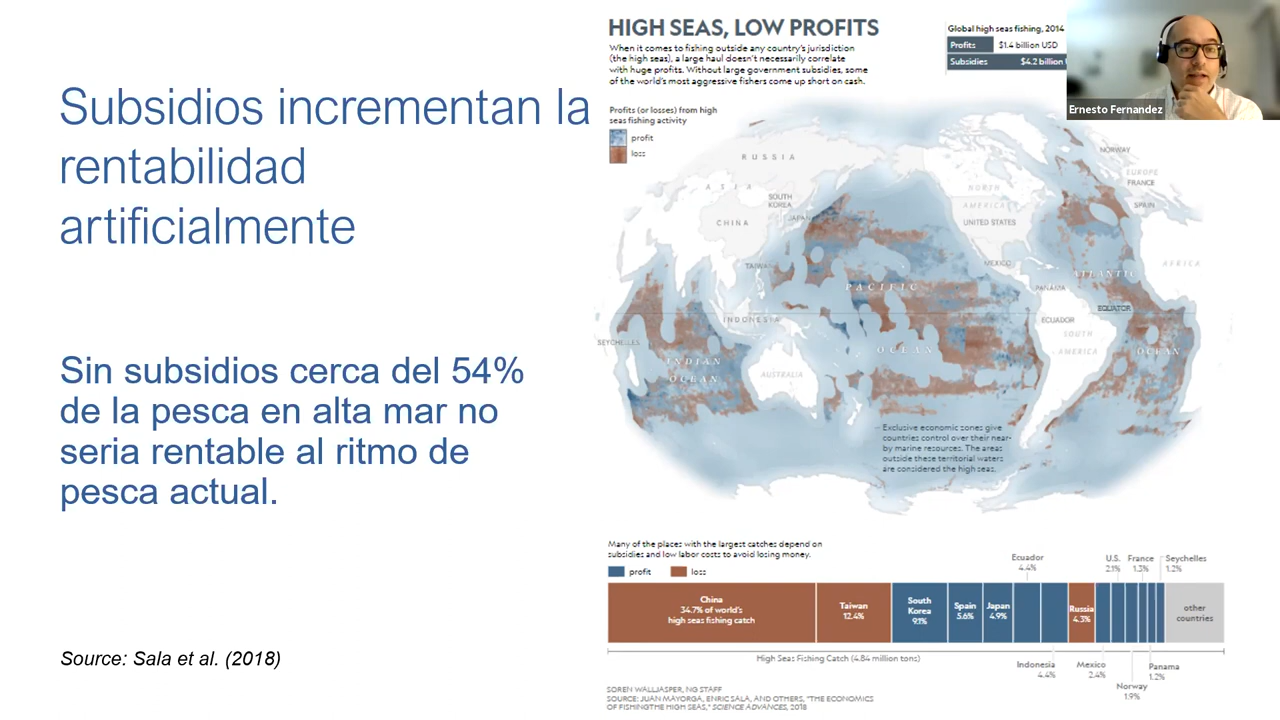 Subsidios incrementan la
rentabilidad
artificialmente
Sin subsidios cerca del 54%
de la pesca en alta mar no
seria rentable al ritmo de
pesca actual.
Source: Sala et al. (2018)
HIGH SEAS, LOW PROFITS
When it comes to fishing outside any country's jurisdiction
(the high seas), a large haul doesn't necessarily correlate
with huge profits. Without large government subsidies, some
of the world's most aggressive fishers come up short on cash.
Global high seas fishing, 2014
Profits $1.4 billion USD
Subsidies $4.2 billion
Ernesto Fernandez
Profits (or losses) from high
seas fishing activity
profit
loss
RUSSIA
ASIA
SOUTH
KOREA
JAPAN
CHINA
TAIWAN
INDONESIA
SEYCHELLES
INDIAN
OCEAN
AUSTRALIA
PACIFIC
OCEAN
NORTH
AMERICA
UNITED STATES
MEXICO
PANAMA
ECUADOR
SOUTH
AMERICA
NORWAY
EUROPE
FRANCE
SPAIN
AFRICA
ATLANTIC
EQUATOR
OCEAN
Exclusive economic zones give
countries control over their near-
by marine resources. The areas
outside these territorial waters
are considered the high seas.
Many of the places with the largest catches depend on
subsidies and low labor costs to avoid losing money.
profit loss
Ecuador
4.4%
U.S.
2.1%
France
1.3%
Seychelles
1.2%
China
34.7% of world's
high seas fishing catch
Taiwan
12.4%
South
Korea
9.1%
Spain
5.6%
Japan
4.9%
Russia
4.3%
other
countries
High Seas Fishing Catch (4.84 million tons)
Indonesia
4.4%
Mexico
2.4%
Norway
1.9%
Panama
1.2%
SOREN WALLJASPER, NG STAFF
SOURCE: JUAN MAYORGA, ENRIC SALA, AND OTHERS, "THE ECONOMICS
OF FISHINGTHE HIGH SEAS," SCIENCE ADVANCES, 2018